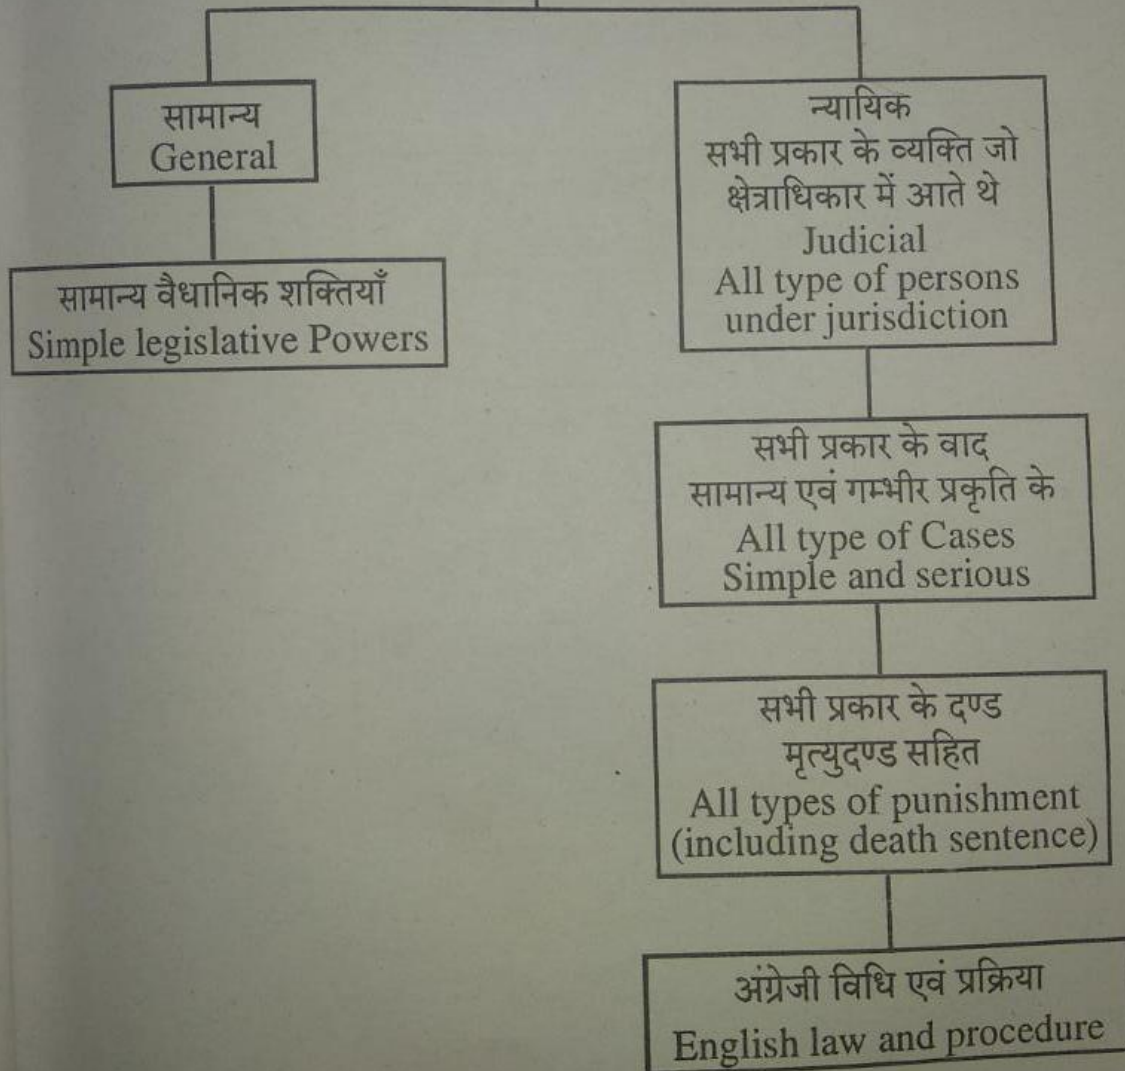 सामान्य
General
सामान्य वैधानिक शक्तियाँ
Simple legislative Powers
न्यायिक
सभी प्रकार के व्यक्ति जो
क्षेत्राधिकार में आते थे
Judicial
All type of persons
under jurisdiction
सभी प्रकार के वाद
सामान्य एवं गम्भीर प्रकृति के
All type of Cases
Simple and serious
सभी प्रकार के दण्ड
मृत्युदण्ड सहित
All types of punishment
(including death sentence)
अंग्रेजी विधि एवं प्रक्रिया
English law and procedure